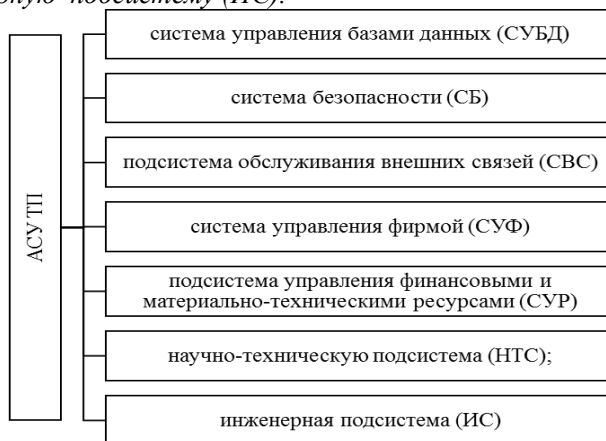 подсистему (ИС).
система управления базами данных (СУБД)
система безопасности (СБ)
подсистема обслуживания внешних связей (СВС)
АСУ ТП
система управления фирмой (СУФ)
подсистема управления финансовыми и
материально-техническими ресурсами (СУР)
научно-техническую подсистема (НТС);
инженерная подсистема (ИС)